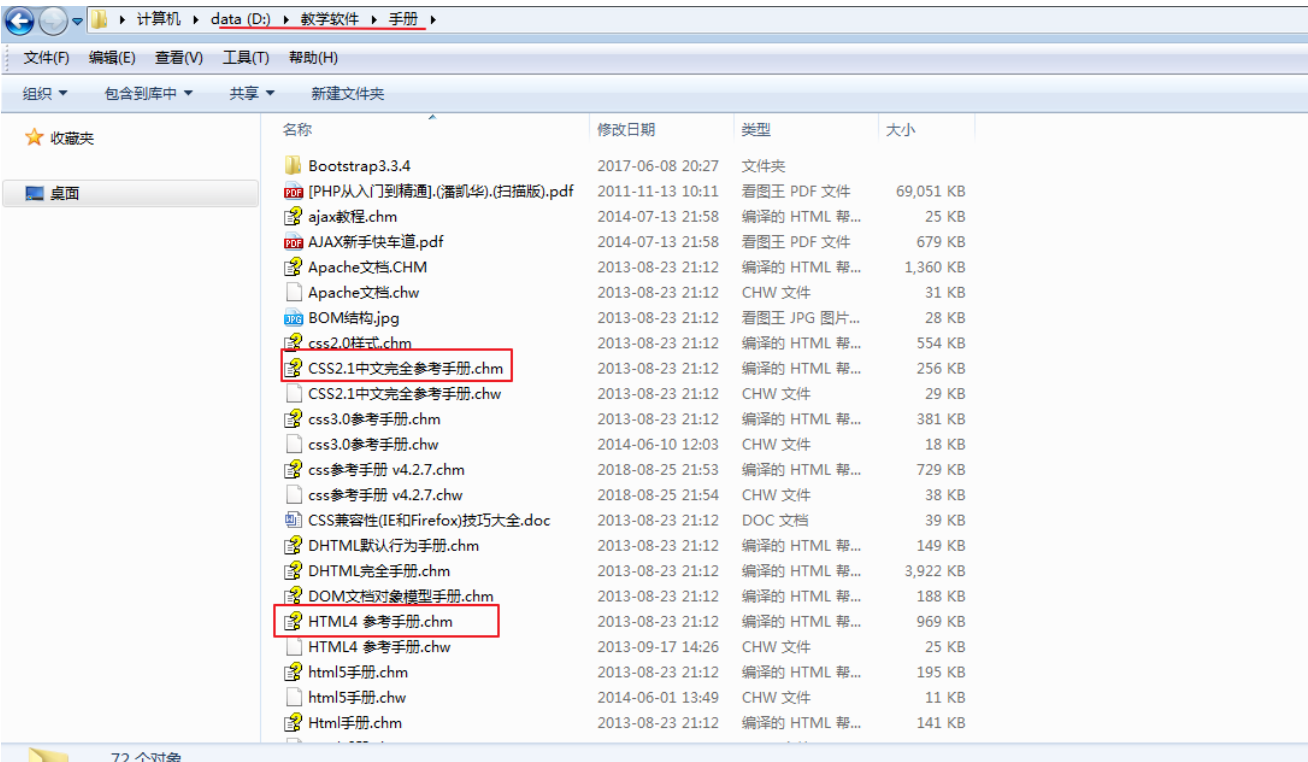 计算机 data (D:) 教学软件 手册
文件(F) 编辑(E) 查看(V) 工具(T) 帮助(H)
组织 包含到库中 共享 新建文件夹
收藏夹
桌面
名称 修改日期 类型 大小
Bootstrap3.3.4 2017-06-08 20:27 文件夹
PDF [PHP从入门到精通].(潘凯华).(扫描版).pdf 2011-11-13 10:11 看图王 PDF 文件 69,051 KB
ajax教程.chm 2014-07-13 21:58 编译的 HTML 帮... 25 KB
PDF AJAX新手快车道.pdf 2014-07-13 21:58 看图王 PDF 文件 679 KB
Apache文档.CHM 2013-08-23 21:12 编译的 HTML 帮... 1,360 KB
Apache文档.chw 2013-08-23 21:12 CHW 文件 31 KB
JPG BOM结构.jpg 2013-08-23 21:12 看图王 JPG 图片... 28 KB
css2.0样式.chm 2013-08-23 21:12 编译的 HTML 帮... 554 KB
CSS2.1中文完全参考手册.chm 2013-08-23 21:12 编译的 HTML 帮... 256 KB
CSS2.1中文完全参考手册.chw 2013-08-23 21:12 CHW 文件 29 KB
css3.0参考手册.chm 2013-08-23 21:12 编译的 HTML 帮... 381 KB
css3.0参考手册.chw 2014-06-10 12:03 CHW 文件 18 KB
css参考手册 v4.2.7.chm 2018-08-25 21:53 编译的 HTML 帮... 729 KB
css参考手册 v4.2.7.chw 2018-08-25 21:54 CHW 文件 38 KB
CSS兼容性(IE和Firefox)技巧大全.doc 2013-08-23 21:12 DOC 文档 39 KB
DHTML默认行为手册.chm 2013-08-23 21:12 编译的 HTML 帮... 149 KB
DHTML完全手册.chm 2013-08-23 21:12 编译的 HTML 帮... 3,922 KB
DOM文档对象模型手册.chm 2013-08-23 21:12 编译的 HTML 帮... 188 KB
HTML4 参考手册.chm 2013-08-23 21:12 编译的 HTML 帮... 969 KB
HTML4 参考手册.chw 2013-09-17 14:26 CHW 文件 25 KB
html5手册.chm 2013-08-23 21:12 编译的 HTML 帮... 195 KB
html5手册.chw 2014-06-01 13:49 CHW 文件 11 KB
Html手册.chm 2013-08-23 21:12 编译的 HTML 帮... 141 KB
72 个对象